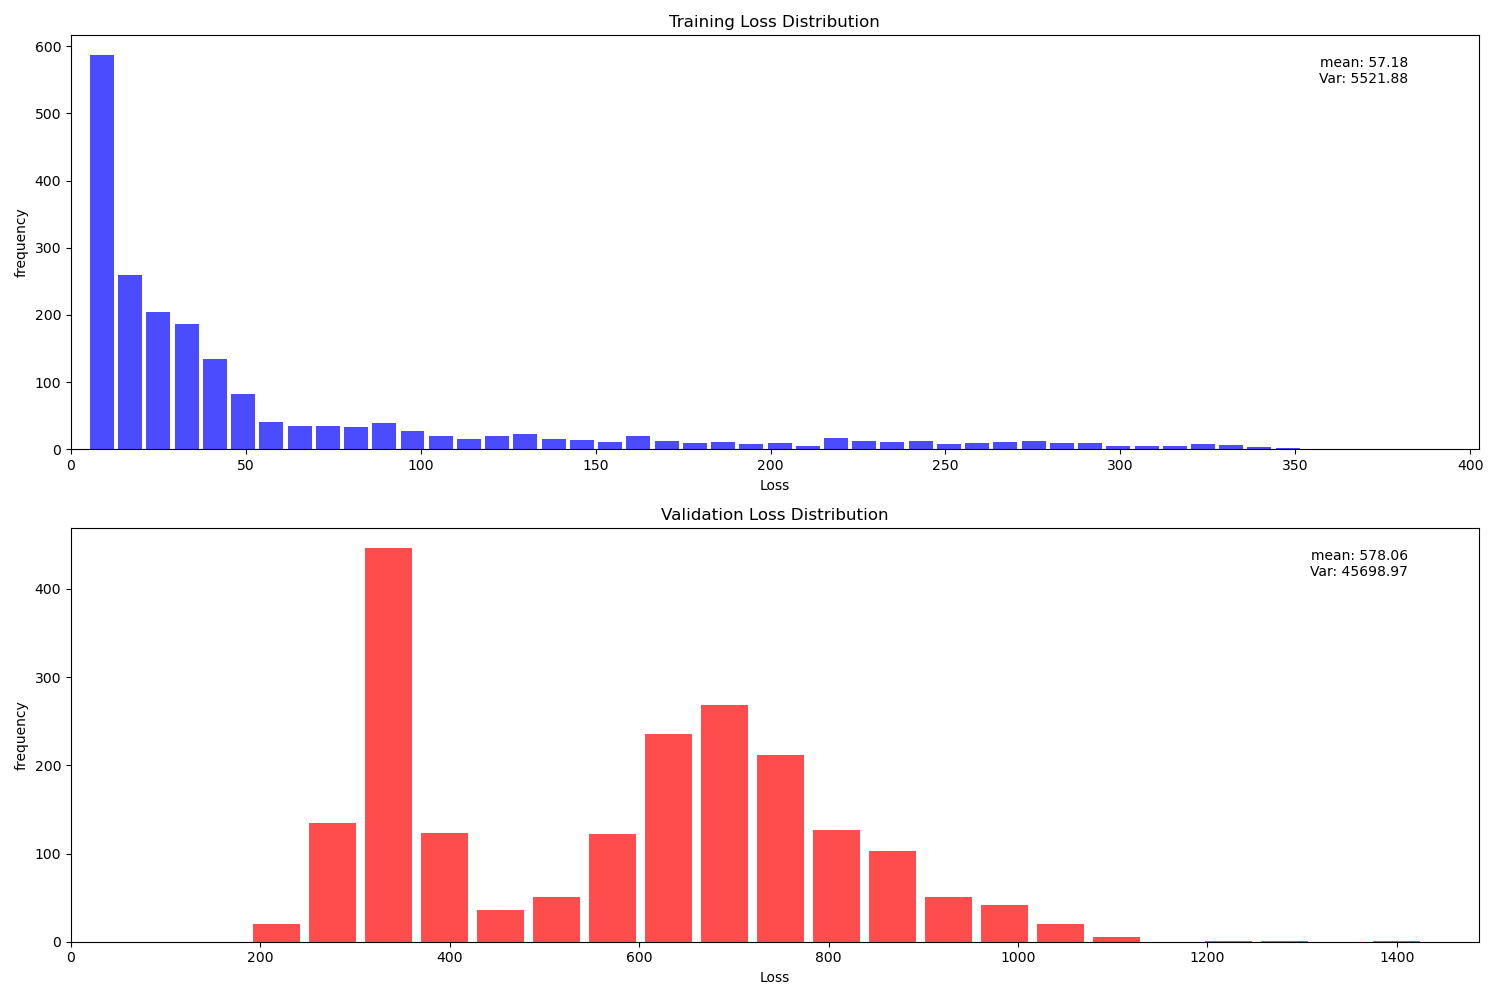 Training Loss Distribution
mean: 57.18
Var: 5521.88
frequency
600
500
400
300
200
100
0
0 50 100 150 200 250 300 350 400
Loss
Validation Loss Distribution
mean: 578.06
Var: 45698.97
frequency
400
300
200
100
0
0 200 400 600 800 1000 1200 1400
Loss